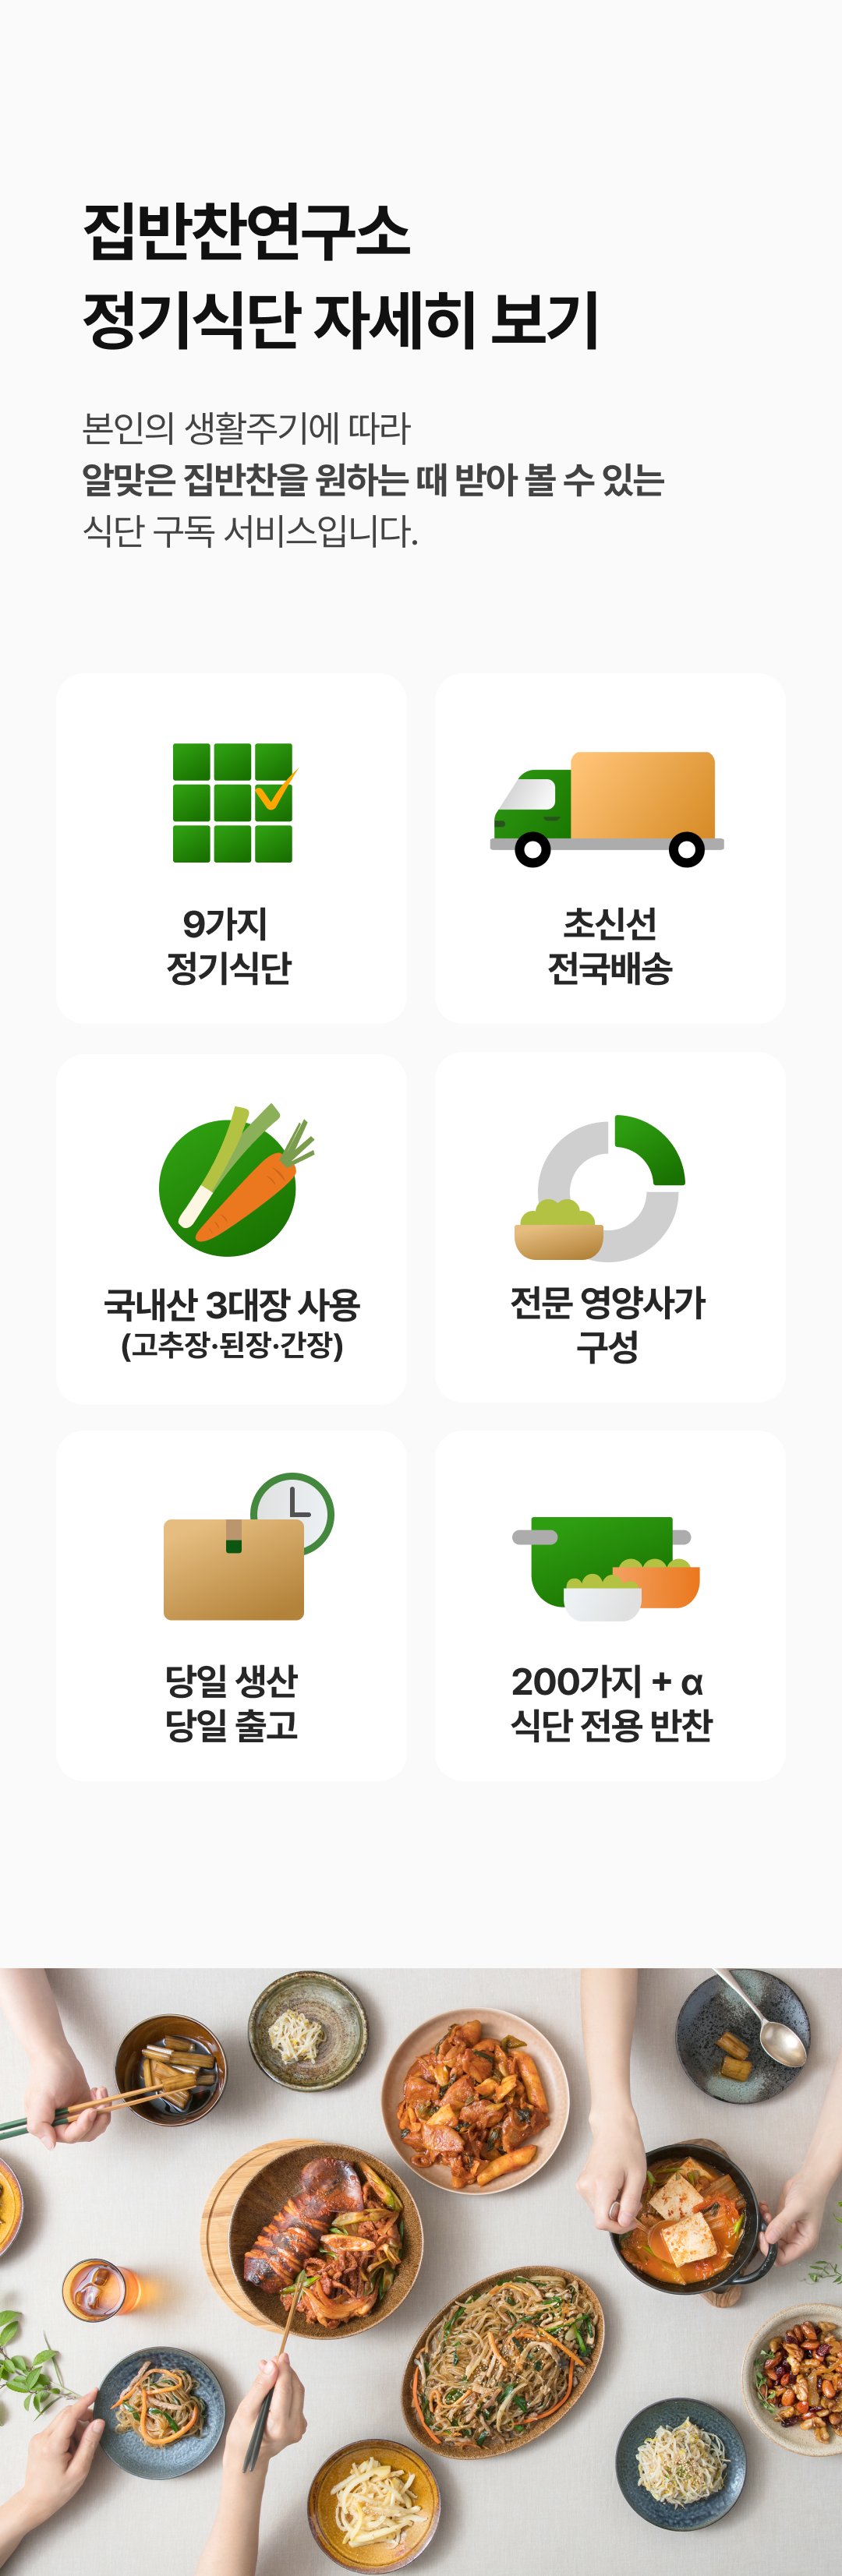 집반찬연구소
정기식단 자세히 보기
본인의 생활주기에 따라
알맞은 집반찬을 원하는 때 받아 볼 수 있는
식단 구독 서비스입니다.
9가지
정기식단
초신선
전국배송
국내산 3대장 사용
(고추장·된장·간장)
전문 영양사가
구성
당일 생산
당일 출고
200가지 + α
식단 전용 반찬